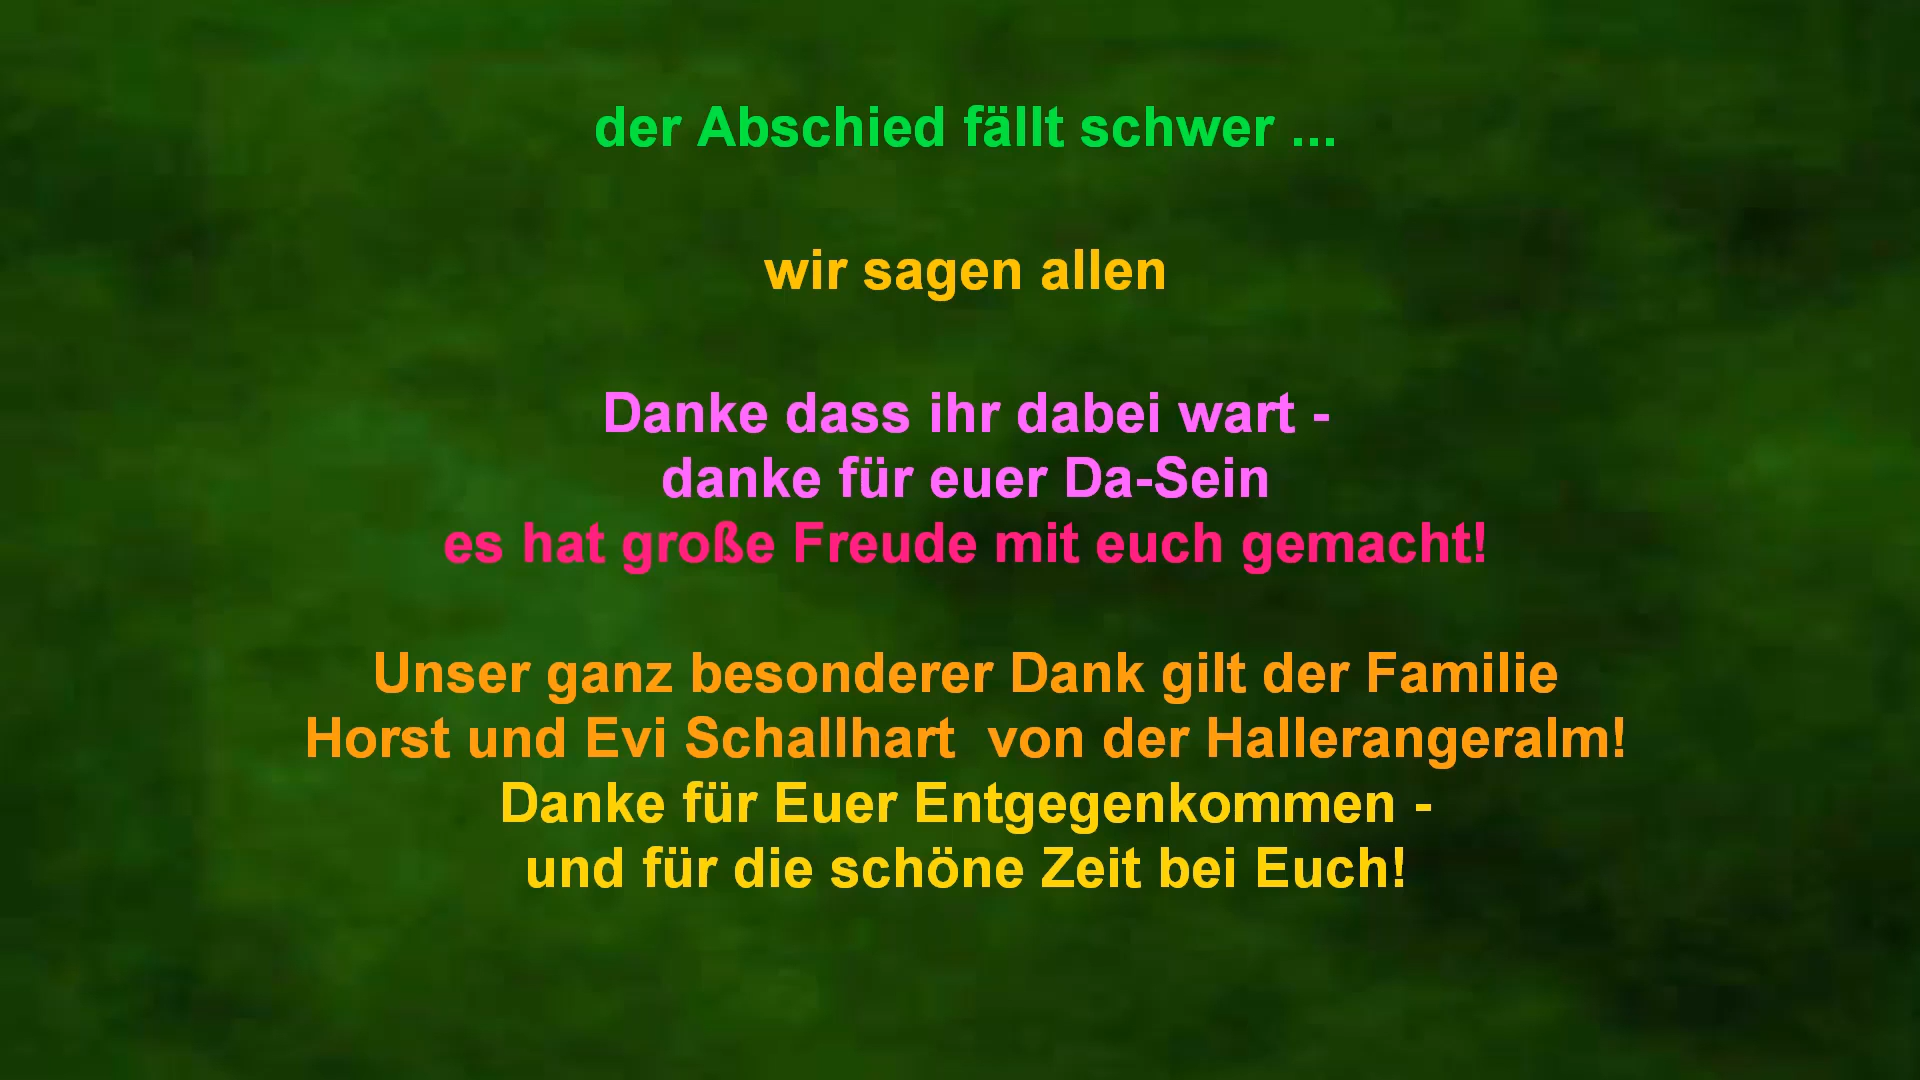 der Abschied fällt schwer ...
wir sagen allen
Danke dass ihr dabei wart -
danke für euer Da-Sein
es hat große Freude mit euch gemacht!
Unser ganz besonderer Dank gilt der Familie
Horst und Evi Schallhart  von der Hallerangeralm!
Danke für Euer Entgegenkommen -
und für die schöne Zeit bei Euch!